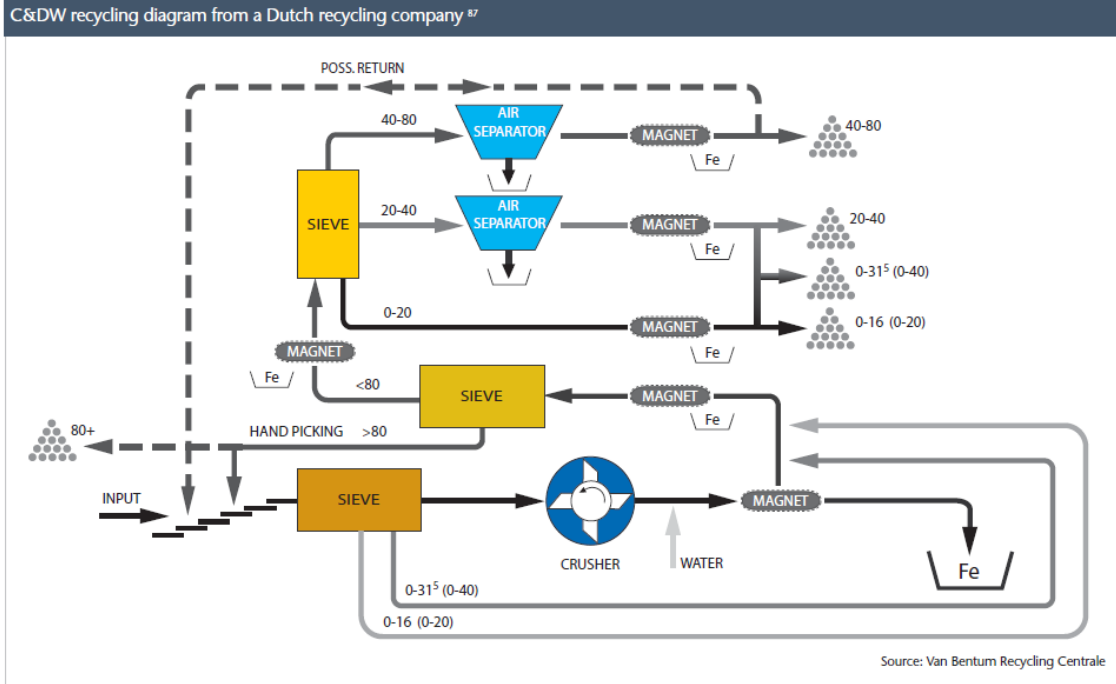 C&DW recycling diagram from a Dutch recycling company ⁸⁷
POSS. RETURN
40-80
AIR
SEPARATOR
MAGNET
Fe
40-80
SIEVE
20-40
AIR
SEPARATOR
MAGNET
Fe
20-40
0-31⁵ (0-40)
0-20
MAGNET
Fe
0-16 (0-20)
MAGNET
Fe
<80
SIEVE
MAGNET
Fe
80+
HAND PICKING >80
INPUT
SIEVE
MAGNET
CRUSHER
WATER
Fe
0-31⁵ (0-40)
0-16 (0-20)
Source: Van Bentum Recycling Centrale